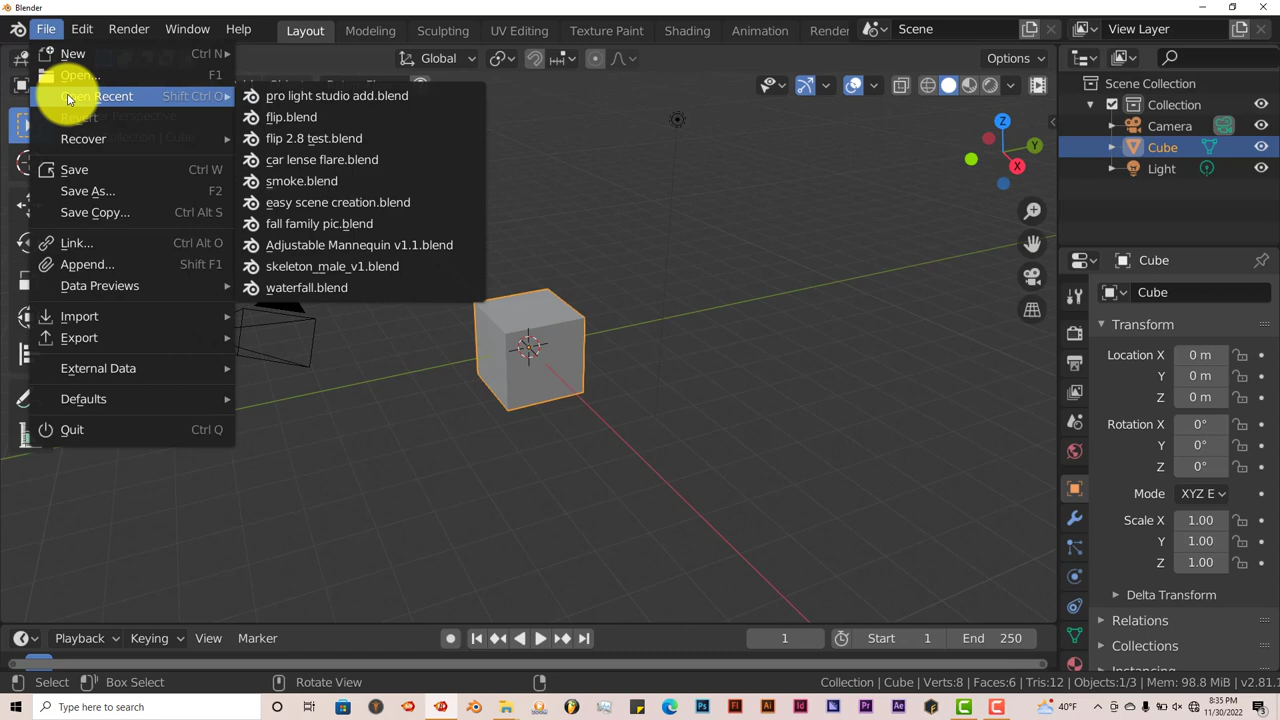 Blender
File Edit Render Window Help Layout Modeling Sculpting UV Editing Texture Paint Shading Animation Render Scene View Layer
Global Options
New Ctrl N
Open... F1
Open Recent Shift Ctrl O
Revert
Recover
Save Ctrl W
Save As... F2
Save Copy... Ctrl Alt S
Link... Ctrl Alt O
Append... Shift F1
Data Previews
Import
Export
External Data
Defaults
Quit Ctrl Q
pro light studio add.blend
flip.blend
flip 2.8 test.blend
car lense flare.blend
smoke.blend
easy scene creation.blend
fall family pic.blend
Adjustable Mannequin v1.1.blend
skeleton_male_v1.blend
waterfall.blend
Z
Y
X
Scene Collection
Collection
Camera
Cube
Light
Cube
Cube
Transform
Location X 0 m
Y 0 m
Z 0 m
Rotation X 0°
Y 0°
Z 0°
Mode XYZ E
Scale X 1.00
Y 1.00
Z 1.00
Delta Transform
Relations
Collections
Playback Keying View Marker 1 Start 1 End 250
Select Box Select Rotate View Collection | Cube | Verts:8 | Faces:6 | Tris:12 | Objects:1/3 | Mem: 98.8 MiB | v2.81.1
Type here to search 40°F 8:35 PM
11/30/2022